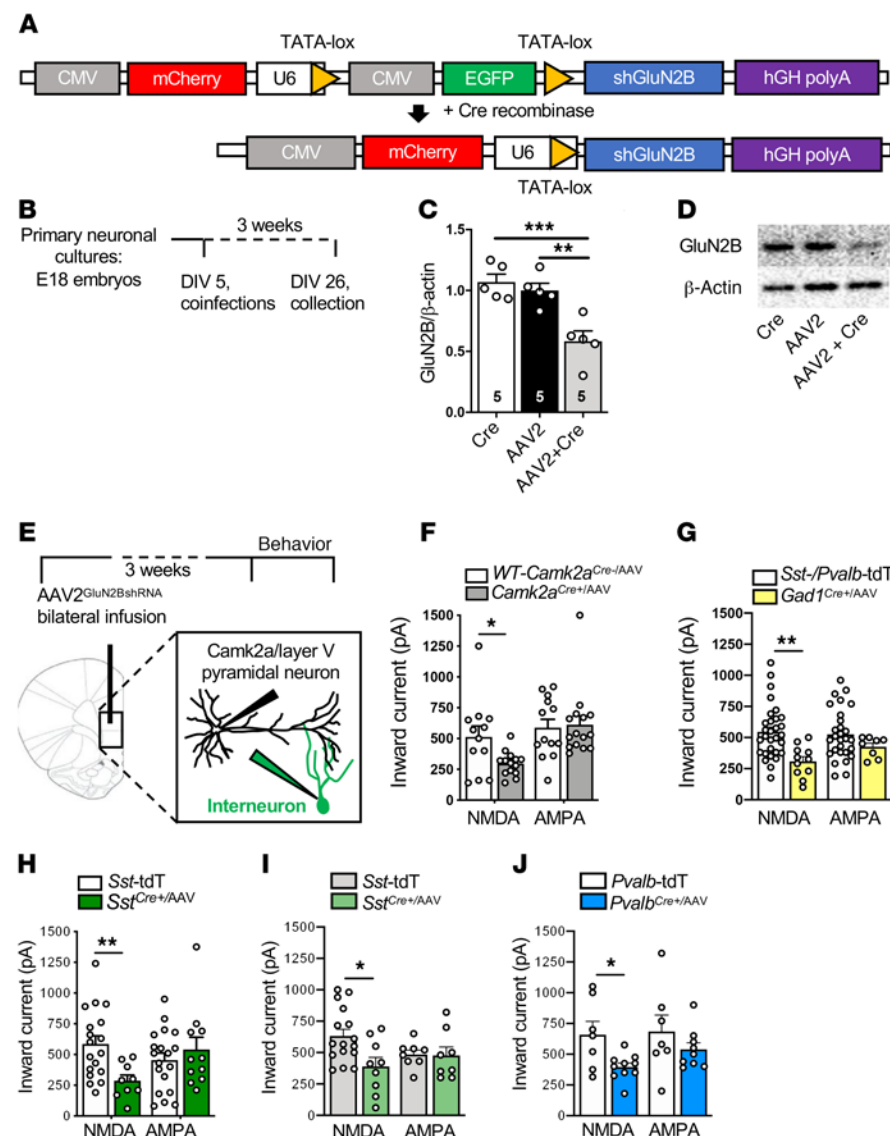 A
TATA-lox TATA-lox
CMV mCherry U6 CMV EGFP shGluN2B hGH polyA
+ Cre recombinase
CMV mCherry U6 shGluN2B hGH polyA
TATA-lox
B
Primary neuronal
cultures:
E18 embryos
3 weeks
DIV 5,
coinfections
DIV 26,
collection
C
GluN2B/β-actin
1.5
1.0
0.5
0.0
***
**
5 5 5
Cre AAV2 AAV2+Cre
D
GluN2B
β-Actin
Cre AAV2 AAV2 + Cre
E
Behavior
3 weeks
AAV2GluN2BshRNA
bilateral infusion
Camk2a/layer V
pyramidal neuron
Interneuron
F
WT-Camk2aCre-/AAV
Camk2aCre+/AAV
Inward current (pA)
1500
1250
1000
750
500
250
0
*
NMDA AMPA
G
Sst-/Pvalb-tdT
Gad1Cre+/AAV
Inward current (pA)
1500
1250
1000
750
500
250
0
**
NMDA AMPA
H
Sst-tdT
SstCre+/AAV
Inward current (pA)
1500
1250
1000
750
500
250
0
**
NMDA AMPA
I
Sst-tdT
SstCre+/AAV
Inward current (pA)
1500
1250
1000
750
500
250
0
*
NMDA AMPA
J
Pvalb-tdT
PvalbCre+/AAV
Inward current (pA)
1500
1250
1000
750
500
250
0
*
NMDA AMPA